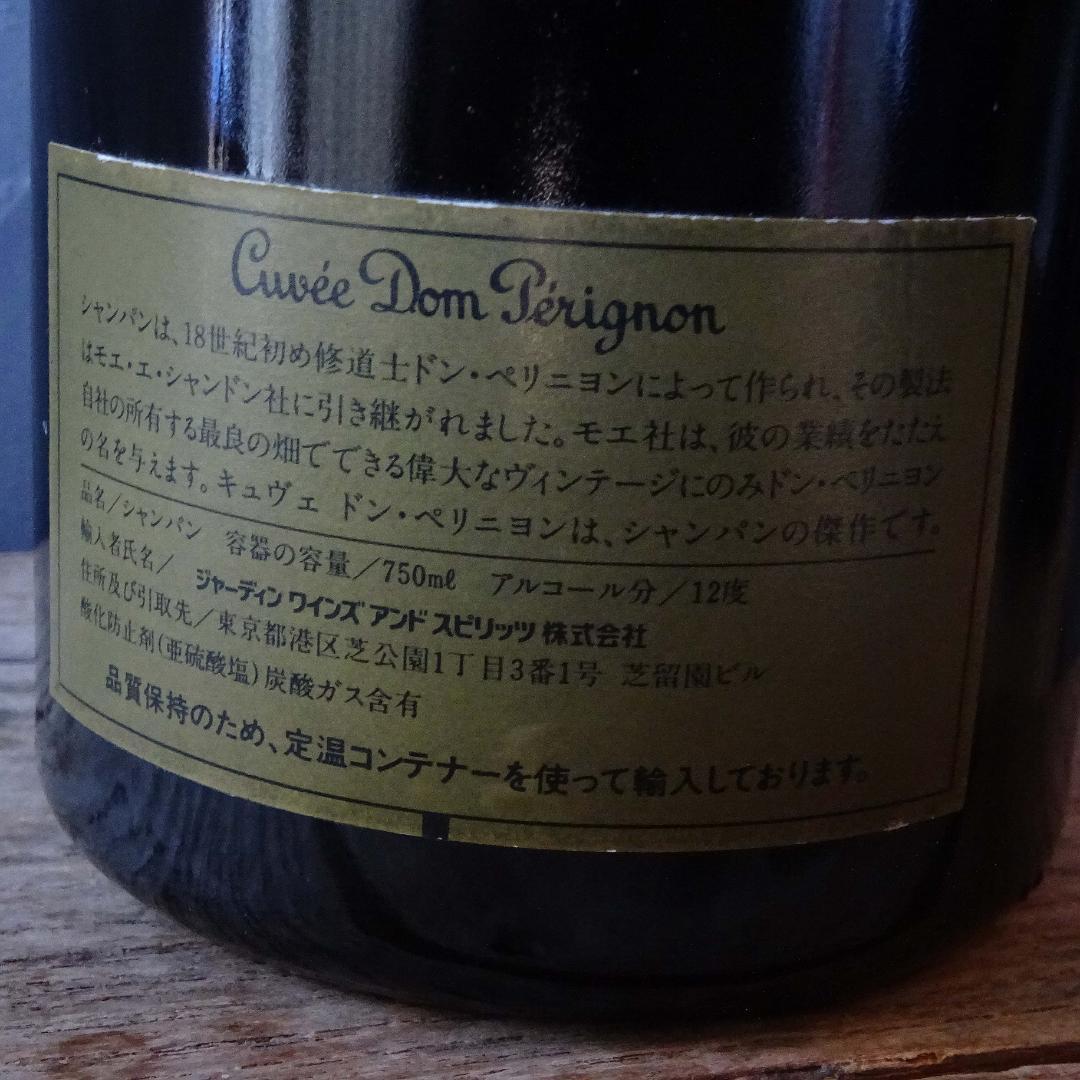 Cuvée Dom Pérignon
シャンパンは、18世紀初め修道士ドン・ペリニヨンによって作られ、その製法
はモエ・エ・シャンドン社に引き継がれました。モエ社は、彼の業績をたたえ
自社の所有する最良の畑でできる偉大なヴィンテージにのみドン・ペリニヨン
の名を与えます。キュヴェ ドン・ペリニヨンは、シャンパンの傑作です。
品名／シャンパン 容器の容量／750mℓ アルコール分／12度
輸入者氏名／ ジャーディン ワインズ アンド スピリッツ 株式会社
住所及び引取先／東京都港区芝公園1丁目3番1号 芝留園ビル
酸化防止剤(亜硫酸塩)炭酸ガス含有
品質保持のため、定温コンテナーを使って輸入しております。